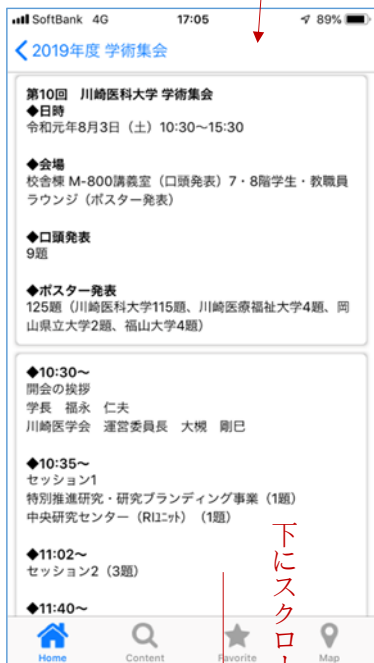 SoftBank 4G 17:05 89%
2019年度 学術集会
第10回 川崎医科大学 学術集会
◆日時
令和元年8月3日（土）10:30～15:30
◆会場
校舎棟 M-800講義室（口頭発表）7・8階学生・教職員
ラウンジ（ポスター発表）
◆口頭発表
9題
◆ポスター発表
125題（川崎医科大学115題、川崎医療福祉大学4題、岡
山県立大学2題、福山大学4題）
◆10:30～
開会の挨拶
学長 福永 仁夫
川崎医学会 運営委員長 大槻 剛巳
◆10:35～
セッション1
特別推進研究・研究ブランディング事業（1題）
中央研究センター（RIﾕﾆｯﾄ）（1題）
◆11:02～
セッション2（3題）
◆11:40～
下にスクロー
Home Content Favorite Map